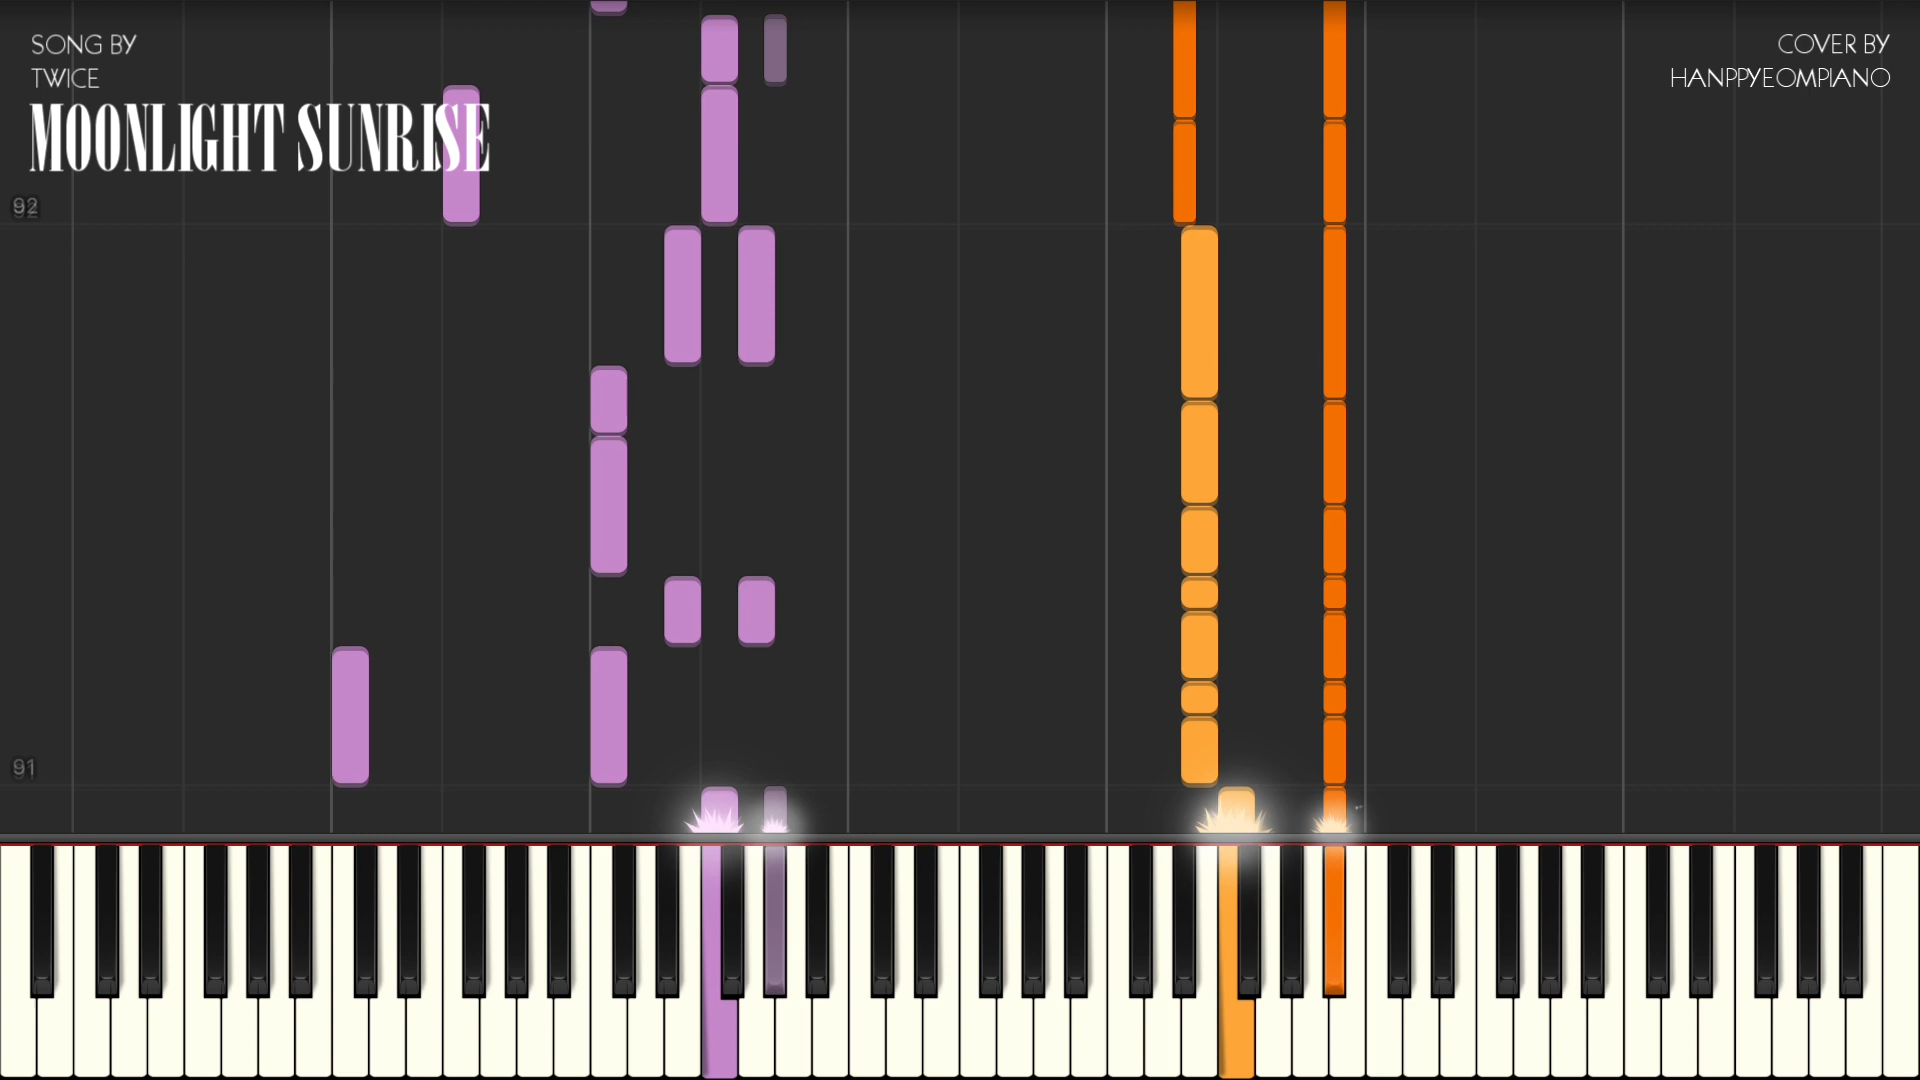 SONG BY
TWICE
MOONLIGHT SUNRISE
COVER BY
HANPPYEOMPIANO
92
91